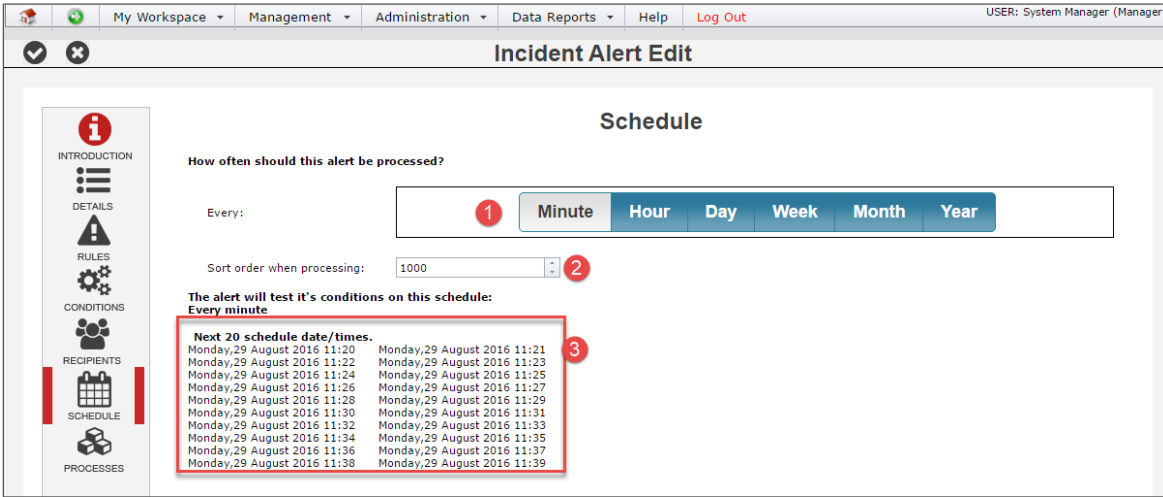 My Workspace Management Administration Data Reports Help Log Out USER: System Manager (Manager
Incident Alert Edit
Schedule
INTRODUCTION
How often should this alert be processed?
DETAILS
Every: 1 Minute Hour Day Week Month Year
RULES
Sort order when processing: 1000 2
CONDITIONS
The alert will test it's conditions on this schedule:
Every minute
Next 20 schedule date/times.
3
Monday,29 August 2016 11:20 Monday,29 August 2016 11:21
Monday,29 August 2016 11:22 Monday,29 August 2016 11:23
RECIPIENTS
Monday,29 August 2016 11:24 Monday,29 August 2016 11:25
Monday,29 August 2016 11:26 Monday,29 August 2016 11:27
Monday,29 August 2016 11:28 Monday,29 August 2016 11:29
Monday,29 August 2016 11:30 Monday,29 August 2016 11:31
SCHEDULE
Monday,29 August 2016 11:32 Monday,29 August 2016 11:33
Monday,29 August 2016 11:34 Monday,29 August 2016 11:35
Monday,29 August 2016 11:36 Monday,29 August 2016 11:37
Monday,29 August 2016 11:38 Monday,29 August 2016 11:39
PROCESSES